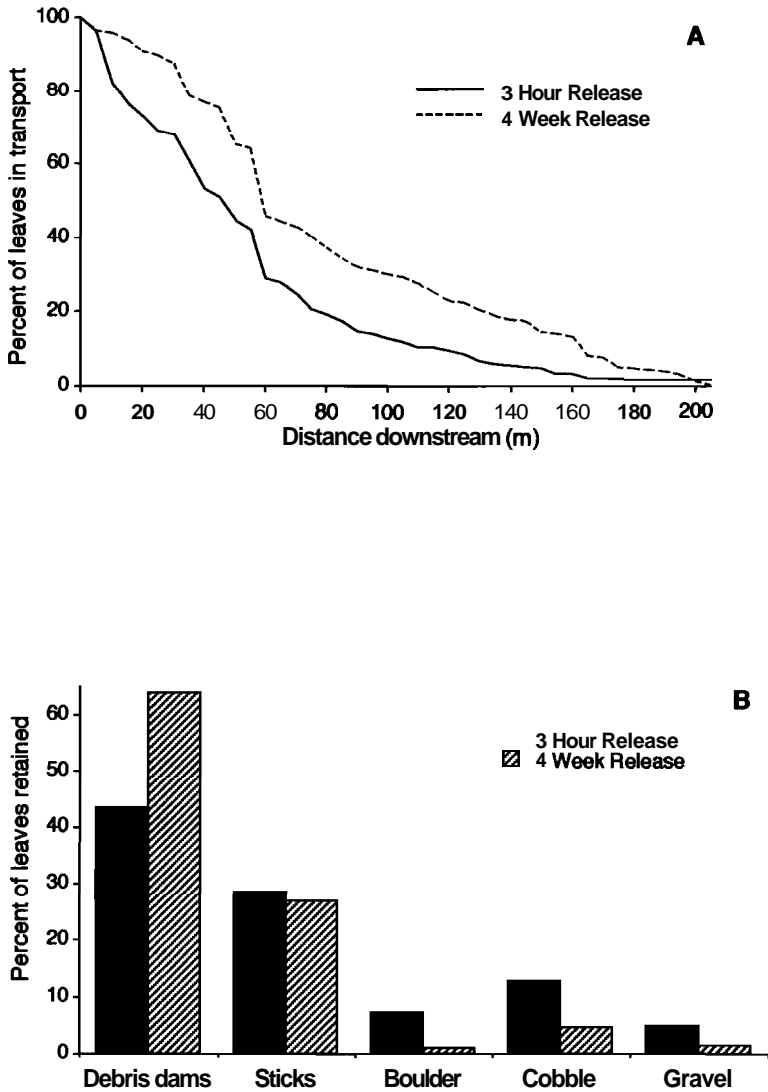 A
Percent of leaves in transport
100
80
60
40
20
0
3 Hour Release
4 Week Release
0 20 40 60 80 100 120 140 160 180 200
Distance downstream (m)
B
Percent of leaves retained
60
50
40
30
20
10
0
3 Hour Release
4 Week Release
Debris dams Sticks Boulder Cobble Gravel